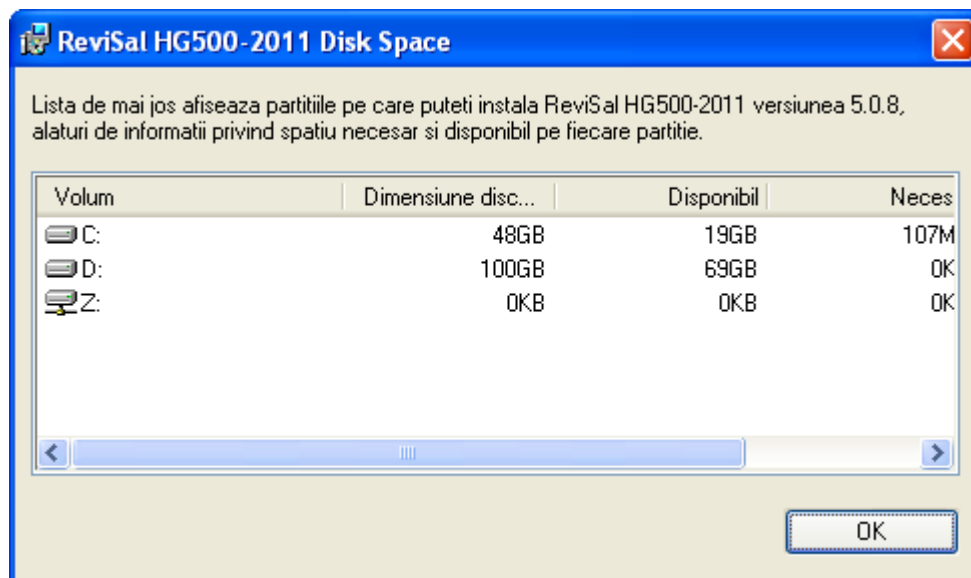 ReviSal HG500-2011 Disk Space
Lista de mai jos afiseaza partitiile pe care puteti instala ReviSal HG500-2011 versiunea 5.0.8,
alaturi de informatii privind spatiu necesar si disponibil pe fiecare partitie.
Volum Dimensiune disc... Disponibil Neces
C: 48GB 19GB 107M
D: 100GB 69GB 0K
Z: 0KB 0KB 0K
OK